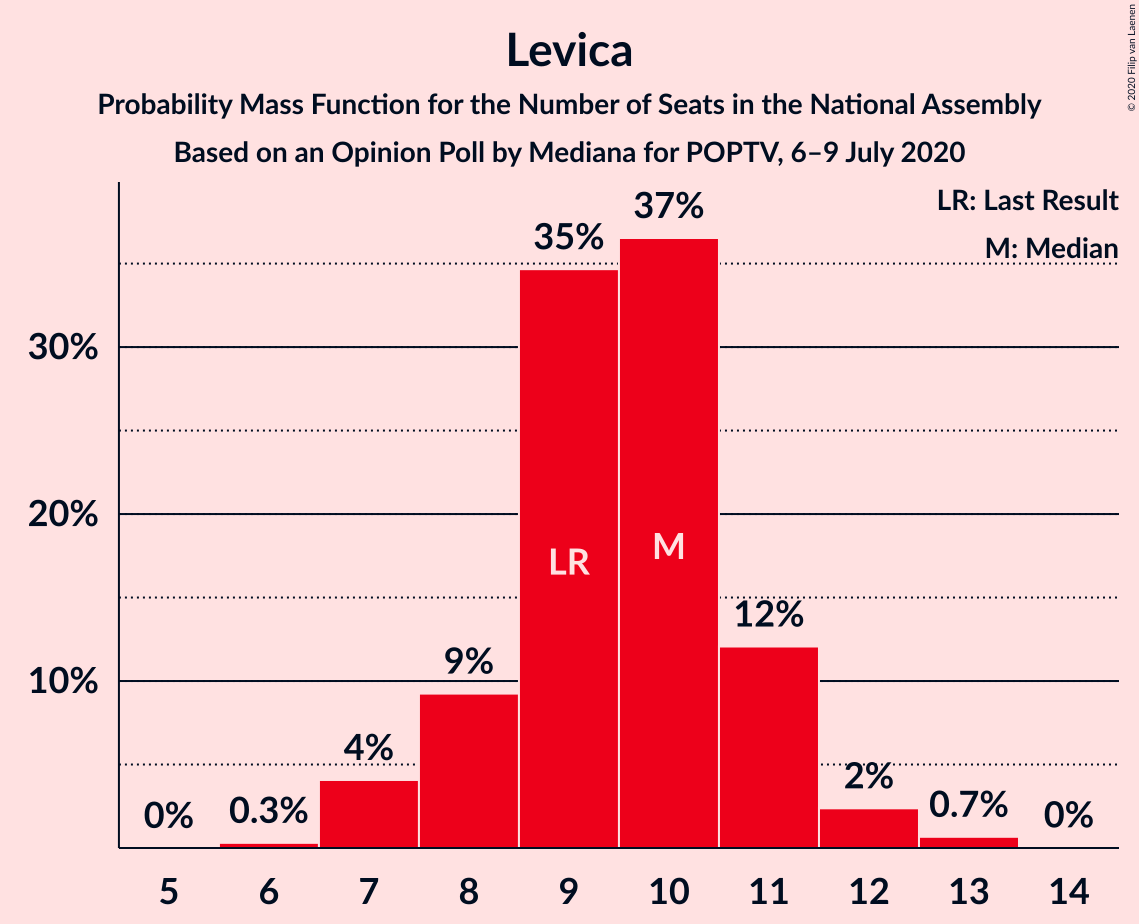 Levica
Probability Mass Function for the Number of Seats in the National Assembly
Based on an Opinion Poll by Mediana for POPTV, 6–9 July 2020
© 2020 Filip van Laenen
LR: Last Result
M: Median
37%
35%
30%
20%
LR
M
12%
10%
9%
4%
2%
0%
0.3%
0.7%
0%
5 6 7 8 9 10 11 12 13 14